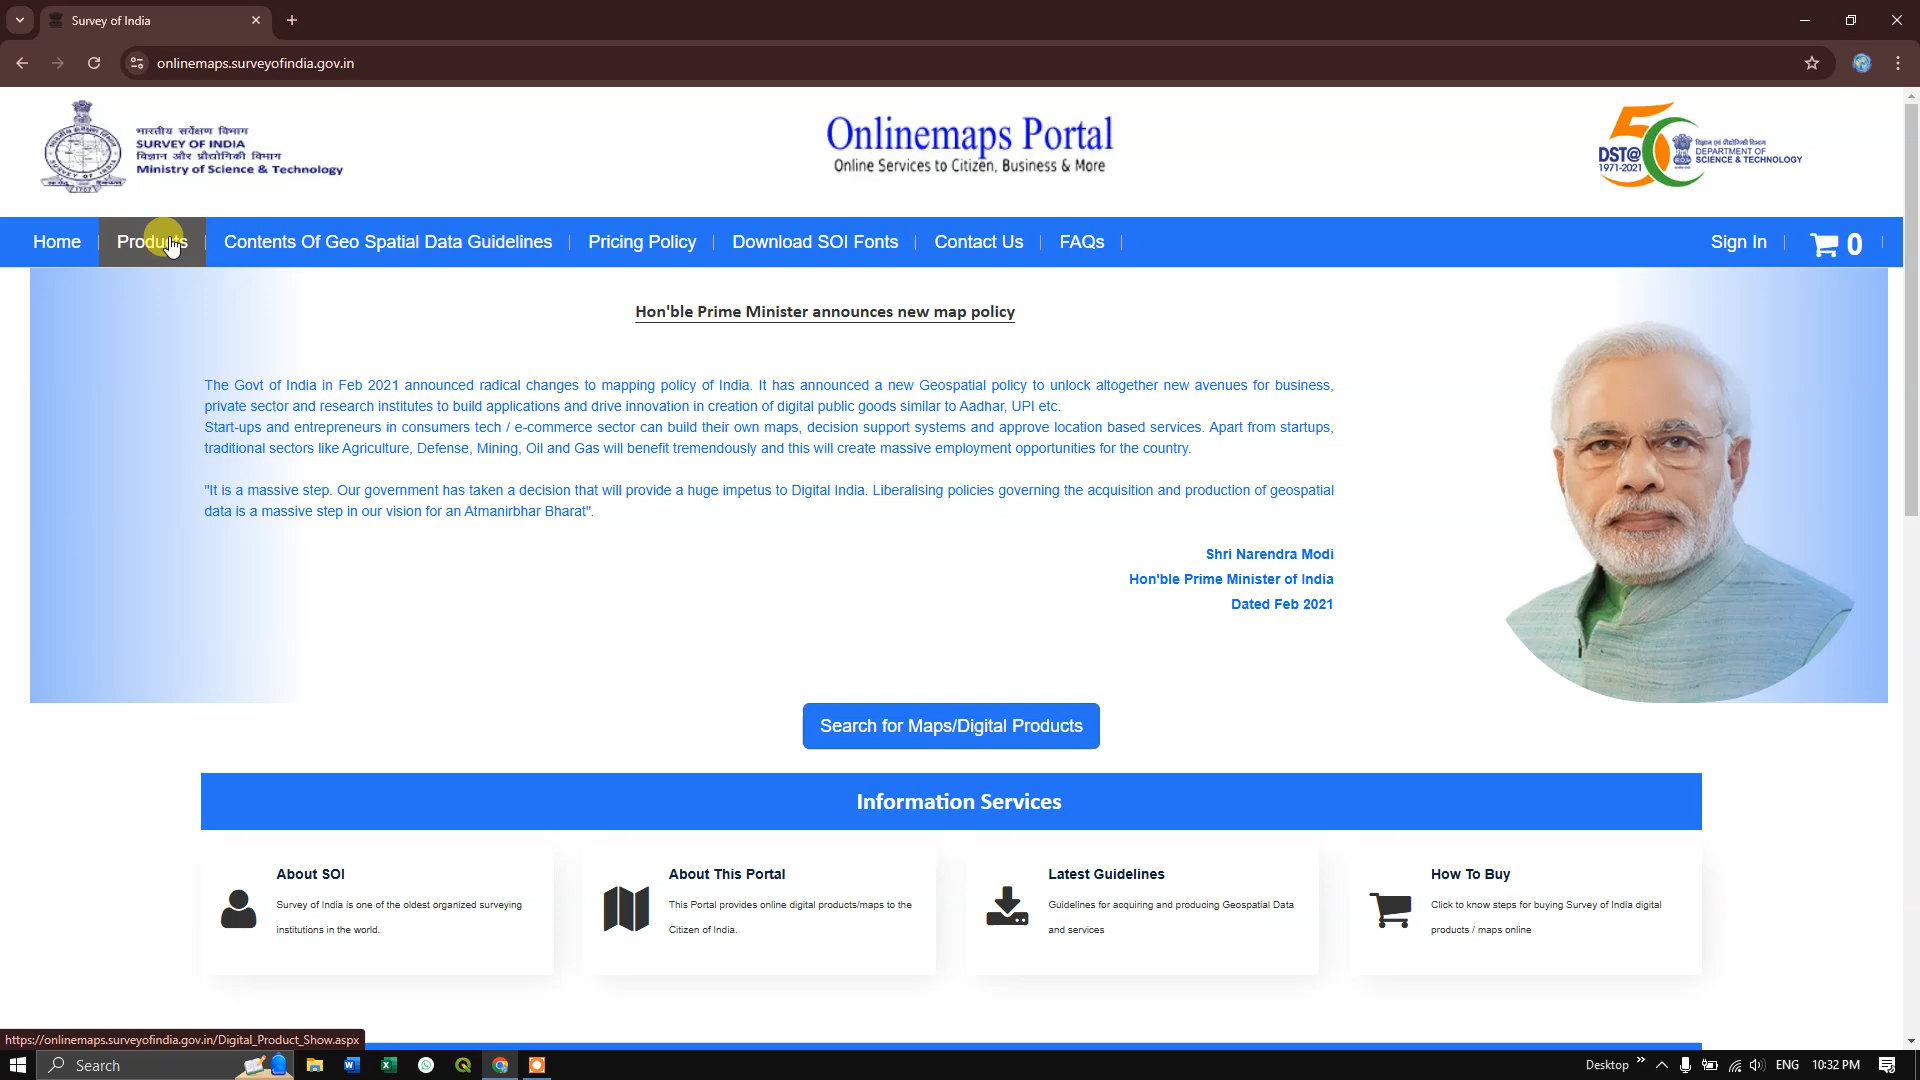 Survey of India
onlinemaps.surveyofindia.gov.in
भारतीय सर्वेक्षण विभाग
SURVEY OF INDIA
विज्ञान और प्रौद्योगिकी विभाग
Ministry of Science & Technology
Onlinemaps Portal
Online Services to Citizen, Business & More
DST@
1971-2021
विज्ञान एवं प्रौद्योगिकी विभाग
DEPARTMENT OF
SCIENCE & TECHNOLOGY
Home
Products
Contents Of Geo Spatial Data Guidelines
Pricing Policy
Download SOI Fonts
Contact Us
FAQs
Sign In
0
Hon'ble Prime Minister announces new map policy
The Govt of India in Feb 2021 announced radical changes to mapping policy of India. It has announced a new Geospatial policy to unlock altogether new avenues for business,
private sector and research institutes to build applications and drive innovation in creation of digital public goods similar to Aadhar, UPI etc.
Start-ups and entrepreneurs in consumers tech / e-commerce sector can build their own maps, decision support systems and approve location based services. Apart from startups,
traditional sectors like Agriculture, Defense, Mining, Oil and Gas will benefit tremendously and this will create massive employment opportunities for the country.
"It is a massive step. Our government has taken a decision that will provide a huge impetus to Digital India. Liberalising policies governing the acquisition and production of geospatial
data is a massive step in our vision for an Atmanirbhar Bharat".
Shri Narendra Modi
Hon'ble Prime Minister of India
Dated Feb 2021
Search for Maps/Digital Products
Information Services
About SOI
Survey of India is one of the oldest organized surveying
institutions in the world.
About This Portal
This Portal provides online digital products/maps to the
Citizen of India.
Latest Guidelines
Guidelines for acquiring and producing Geospatial Data
and services
How To Buy
Click to know steps for buying Survey of India digital
products / maps online
https://onlinemaps.surveyofindia.gov.in/Digital_Product_Show.aspx
Search
Desktop
ENG
10:32 PM